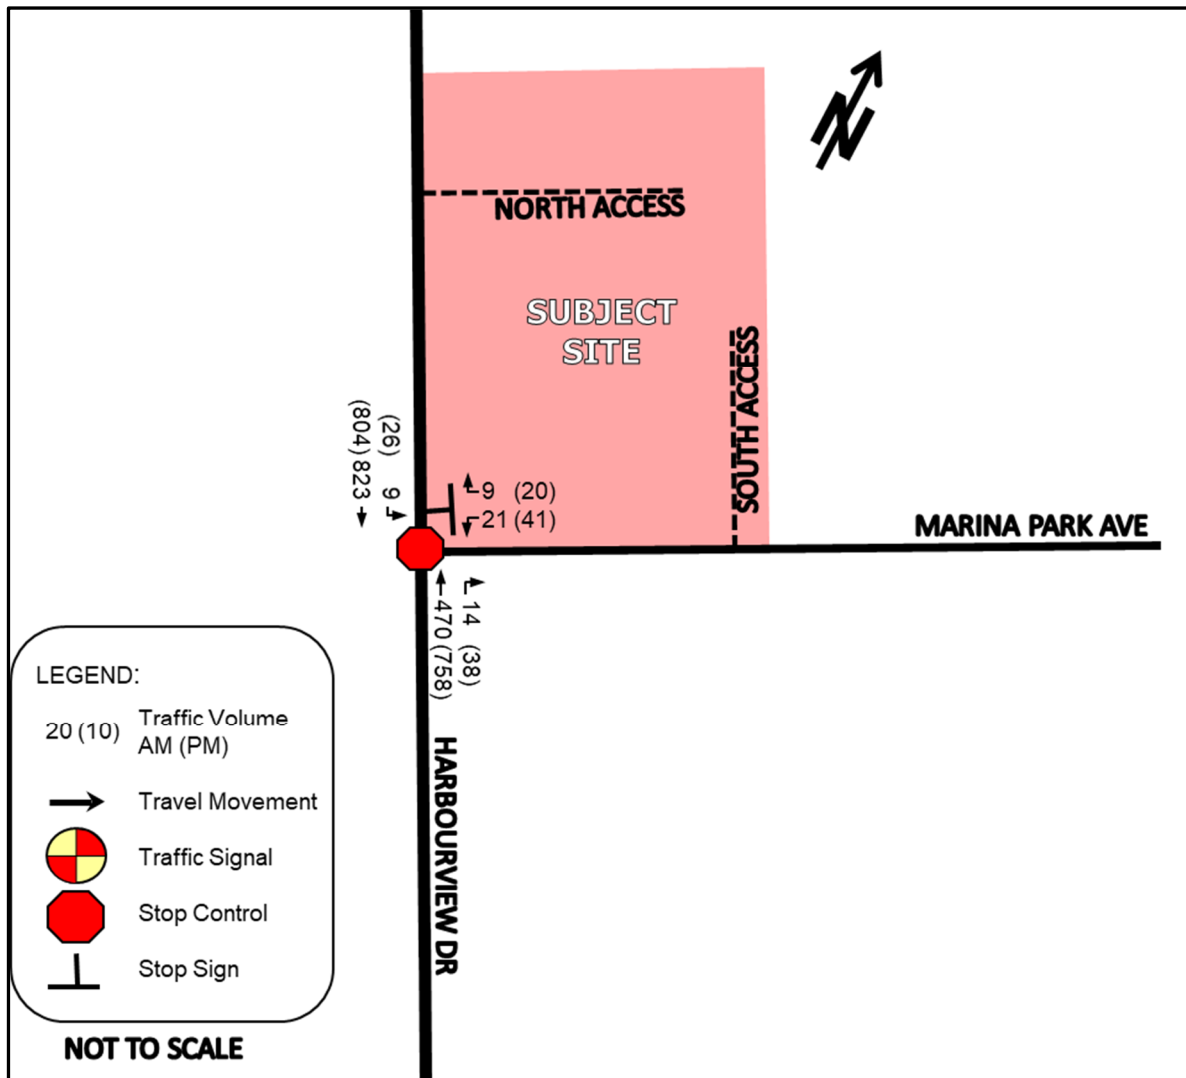 N
NORTH ACCESS
SUBJECT
SITE
SOUTH ACCESS
(26) 9
(804) 823
9 (20)
21 (41)
MARINA PARK AVE
14 (38)
470 (758)
HARBOURVIEW DR
LEGEND:
20 (10) Traffic Volume
AM (PM)
Travel Movement
Traffic Signal
Stop Control
Stop Sign
NOT TO SCALE